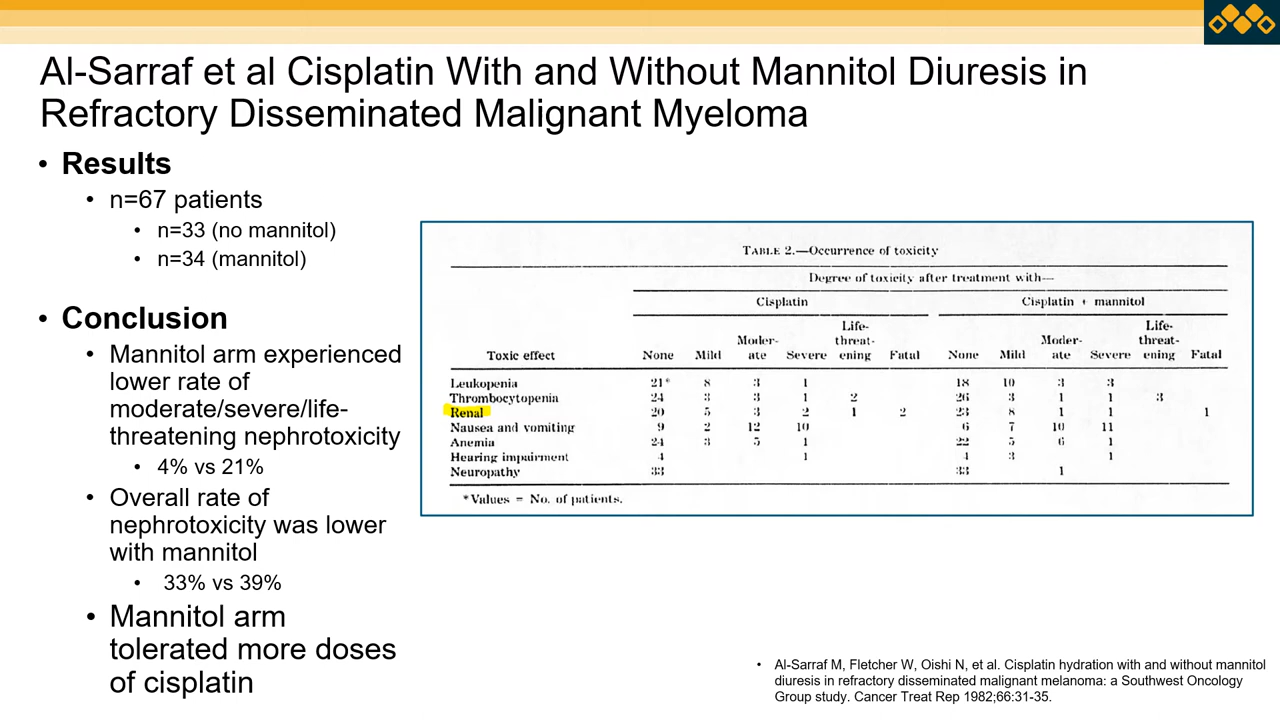 Al-Sarraf et al Cisplatin With and Without Mannitol Diuresis in
Refractory Disseminated Malignant Myeloma
• Results
• n=67 patients
• n=33 (no mannitol)
• n=34 (mannitol)
• Conclusion
• Mannitol arm experienced
lower rate of
moderate/severe/life-
threatening nephrotoxicity
• 4% vs 21%
• Overall rate of
nephrotoxicity was lower
with mannitol
• 33% vs 39%
• Mannitol arm
tolerated more doses
of cisplatin
TABLE 2.—Occurrence of toxicity
Degree of toxicity after treatment with—
Cisplatin Cisplatin + mannitol
Life- Life-
Moder- threat- Moder- threat-
Toxic effect None Mild ate Severe ening Fatal None Mild ate Severe ening Fatal
Leukopenia 21* 8 3 1 18 10 3 3
Thrombocytopenia 24 3 3 1 2 26 3 1 1 3
Renal 20 5 3 2 1 2 23 8 1 1 1
Nausea and vomiting 9 2 12 10 6 7 10 11
Anemia 24 3 5 1 22 5 6 1
Hearing impairment 4 1 4 3 1
Neuropathy 33 33 1
*Values = No. of patients.
• Al-Sarraf M, Fletcher W, Oishi N, et al. Cisplatin hydration with and without mannitol
diuresis in refractory disseminated malignant melanoma: a Southwest Oncology
Group study. Cancer Treat Rep 1982;66:31-35.